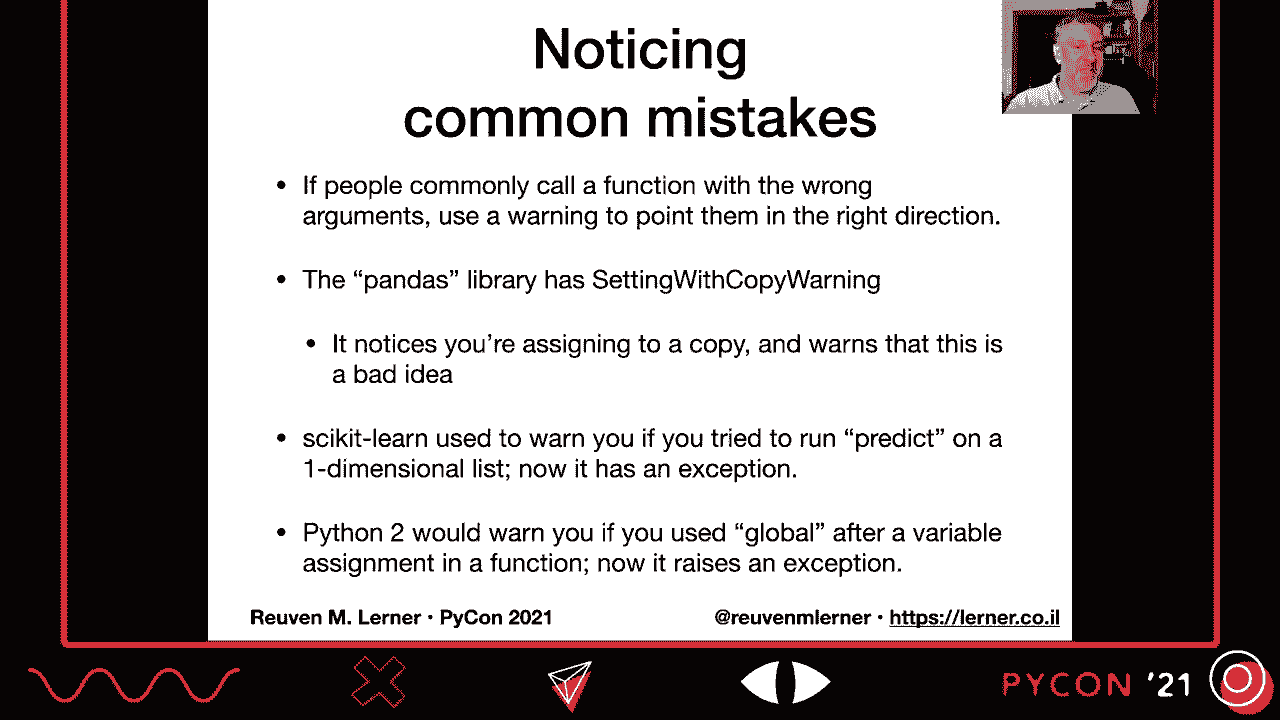 Noticing
common mistakes
• If people commonly call a function with the wrong
arguments, use a warning to point them in the right direction.
• The “pandas” library has SettingWithCopyWarning
• It notices you’re assigning to a copy, and warns that this is
a bad idea
• scikit-learn used to warn you if you tried to run “predict” on a
1-dimensional list; now it has an exception.
• Python 2 would warn you if you used “global” after a variable
assignment in a function; now it raises an exception.
Reuven M. Lerner • PyCon 2021
@reuvenmlerner • https://lerner.co.il
PYCON ’21